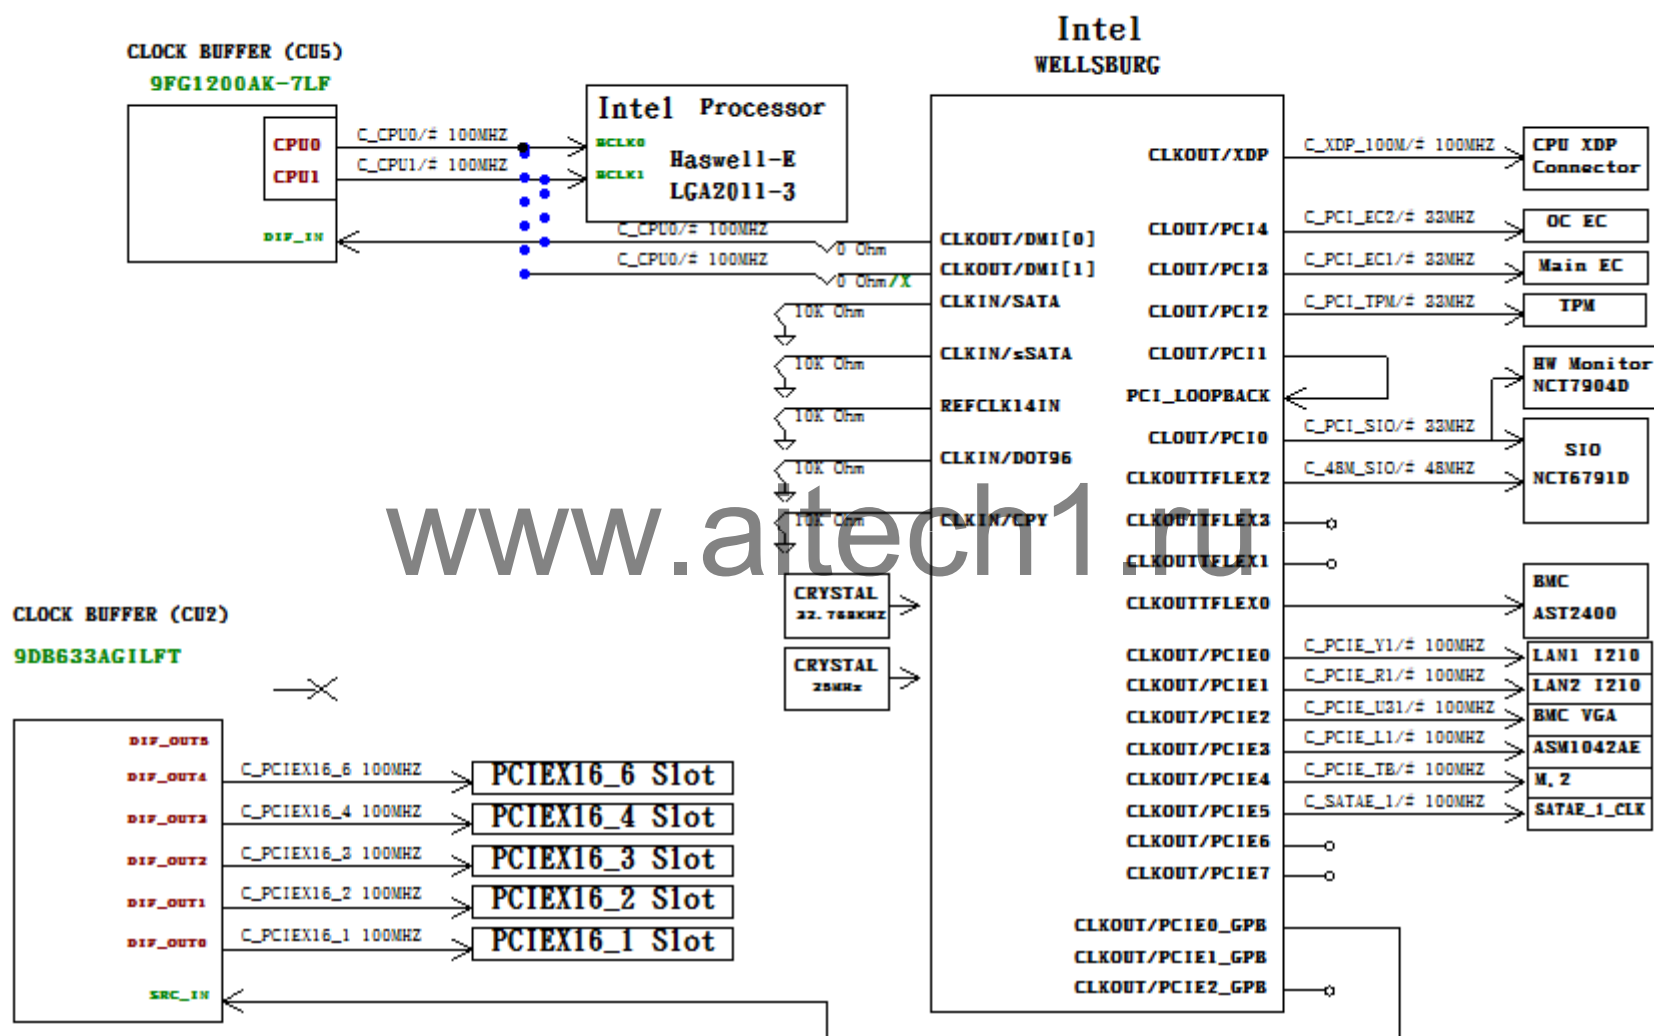 Intel
WELLSBURG
CLOCK BUFFER (CU5)
9FG1200AK-7LF
CPU0
CPU1
DIF_IN
C_CPU0/# 100MHZ
C_CPU1/# 100MHZ
Intel Processor
BCLK0
Haswell-E
BCLK1
LGA2011-3
C_CPU0/# 100MHZ
0 Ohm
C_CPU0/# 100MHZ
0 Ohm/X
10K Ohm
10K Ohm
10K Ohm
10K Ohm
10K Ohm
CLKOUT/DMI[0]
CLKOUT/DMI[1]
CLKIN/SATA
CLKIN/sSATA
REFCLK14IN
CLKIN/DOT96
CLKIN/CPY
CRYSTAL
32.768KHZ
CRYSTAL
25MHz
CLKOUT/XDP
CLOUT/PCI4
CLOUT/PCI3
CLOUT/PCI2
CLOUT/PCI1
PCI_LOOPBACK
CLOUT/PCI0
CLKOUTTFLEX2
CLKOUTTFLEX3
CLKOUTTFLEX1
CLKOUTTFLEX0
CLKOUT/PCIE0
CLKOUT/PCIE1
CLKOUT/PCIE2
CLKOUT/PCIE3
CLKOUT/PCIE4
CLKOUT/PCIE5
CLKOUT/PCIE6
CLKOUT/PCIE7
CLKOUT/PCIE0_GPB
CLKOUT/PCIE1_GPB
CLKOUT/PCIE2_GPB
C_XDP_100M/# 100MHZ
C_PCI_EC2/# 33MHZ
C_PCI_EC1/# 33MHZ
C_PCI_TPM/# 33MHZ
C_PCI_SIO/# 33MHZ
C_48M_SIO/# 48MHZ
C_PCIE_Y1/# 100MHZ
C_PCIE_R1/# 100MHZ
C_PCIE_U31/# 100MHZ
C_PCIE_L1/# 100MHZ
C_PCIE_TB/# 100MHZ
C_SATAE_1/# 100MHZ
CPU XDP
Connector
OC EC
Main EC
TPM
HW Monitor
NCT7904D
SIO
NCT6791D
BMC
AST2400
LAN1 I210
LAN2 I210
BMC VGA
ASM1042AE
M.2
SATAE_1_CLK
CLOCK BUFFER (CU2)
9DB633AGILFT
DIF_OUT5
DIF_OUT4
DIF_OUT3
DIF_OUT2
DIF_OUT1
DIF_OUT0
SRC_IN
C_PCIEX16_6 100MHZ
C_PCIEX16_4 100MHZ
C_PCIEX16_3 100MHZ
C_PCIEX16_2 100MHZ
C_PCIEX16_1 100MHZ
PCIEX16_6 Slot
PCIEX16_4 Slot
PCIEX16_3 Slot
PCIEX16_2 Slot
PCIEX16_1 Slot
www.aitech1.ru